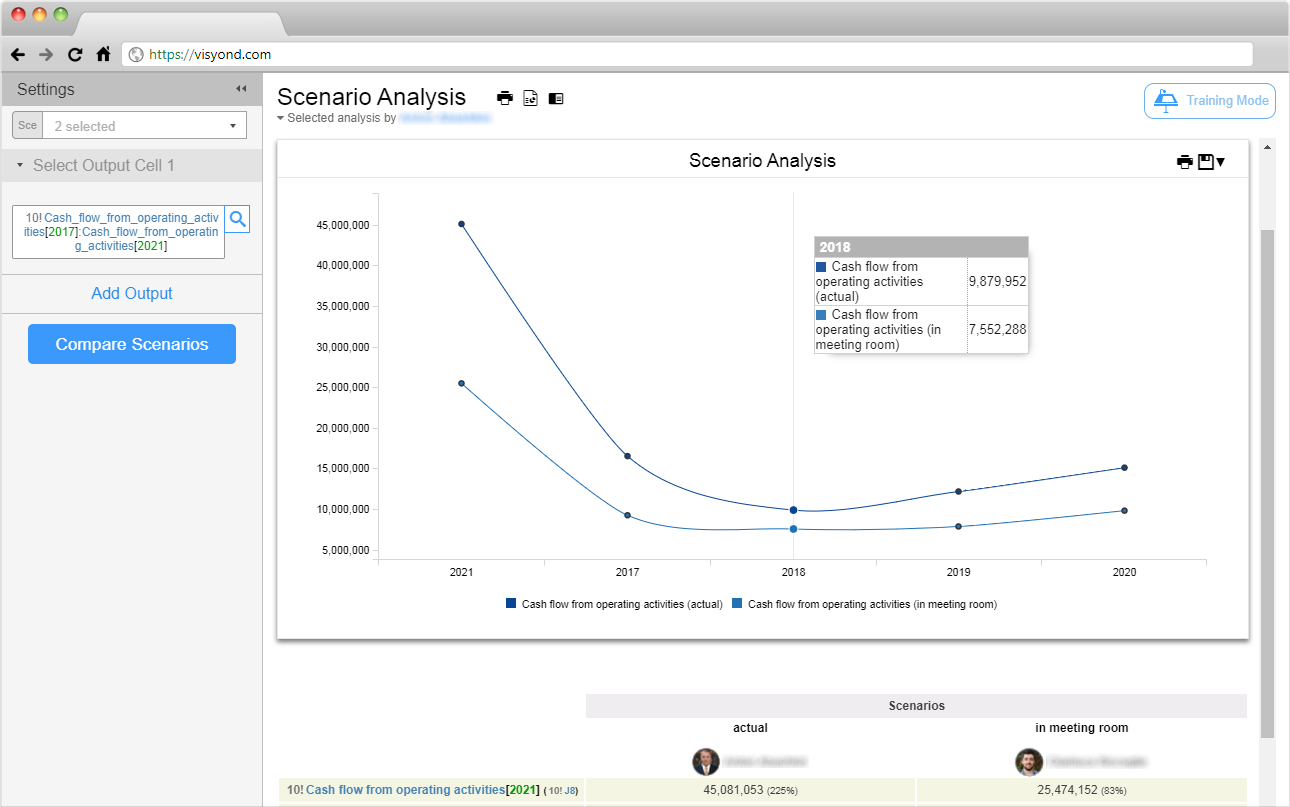 https://visyond.com
Settings
Sce
2 selected
Select Output Cell 1
10! Cash_flow_from_operating_activ
ities[2017]:Cash_flow_from_operatin
g_activities[2021]
Add Output
Compare Scenarios
Scenario Analysis
Selected analysis by
Training Mode
Scenario Analysis
45,000,000
40,000,000
35,000,000
30,000,000
25,000,000
20,000,000
15,000,000
10,000,000
5,000,000
2018
Cash flow from
operating activities
(actual)
9,879,952
Cash flow from
operating activities (in
meeting room)
7,552,288
2021 2017 2018 2019 2020
Cash flow from operating activities (actual) Cash flow from operating activities (in meeting room)
Scenarios
actual in meeting room
10! Cash flow from operating activities[2021] ( 10! J8) 45,081,053 (225%) 25,474,152 (83%)